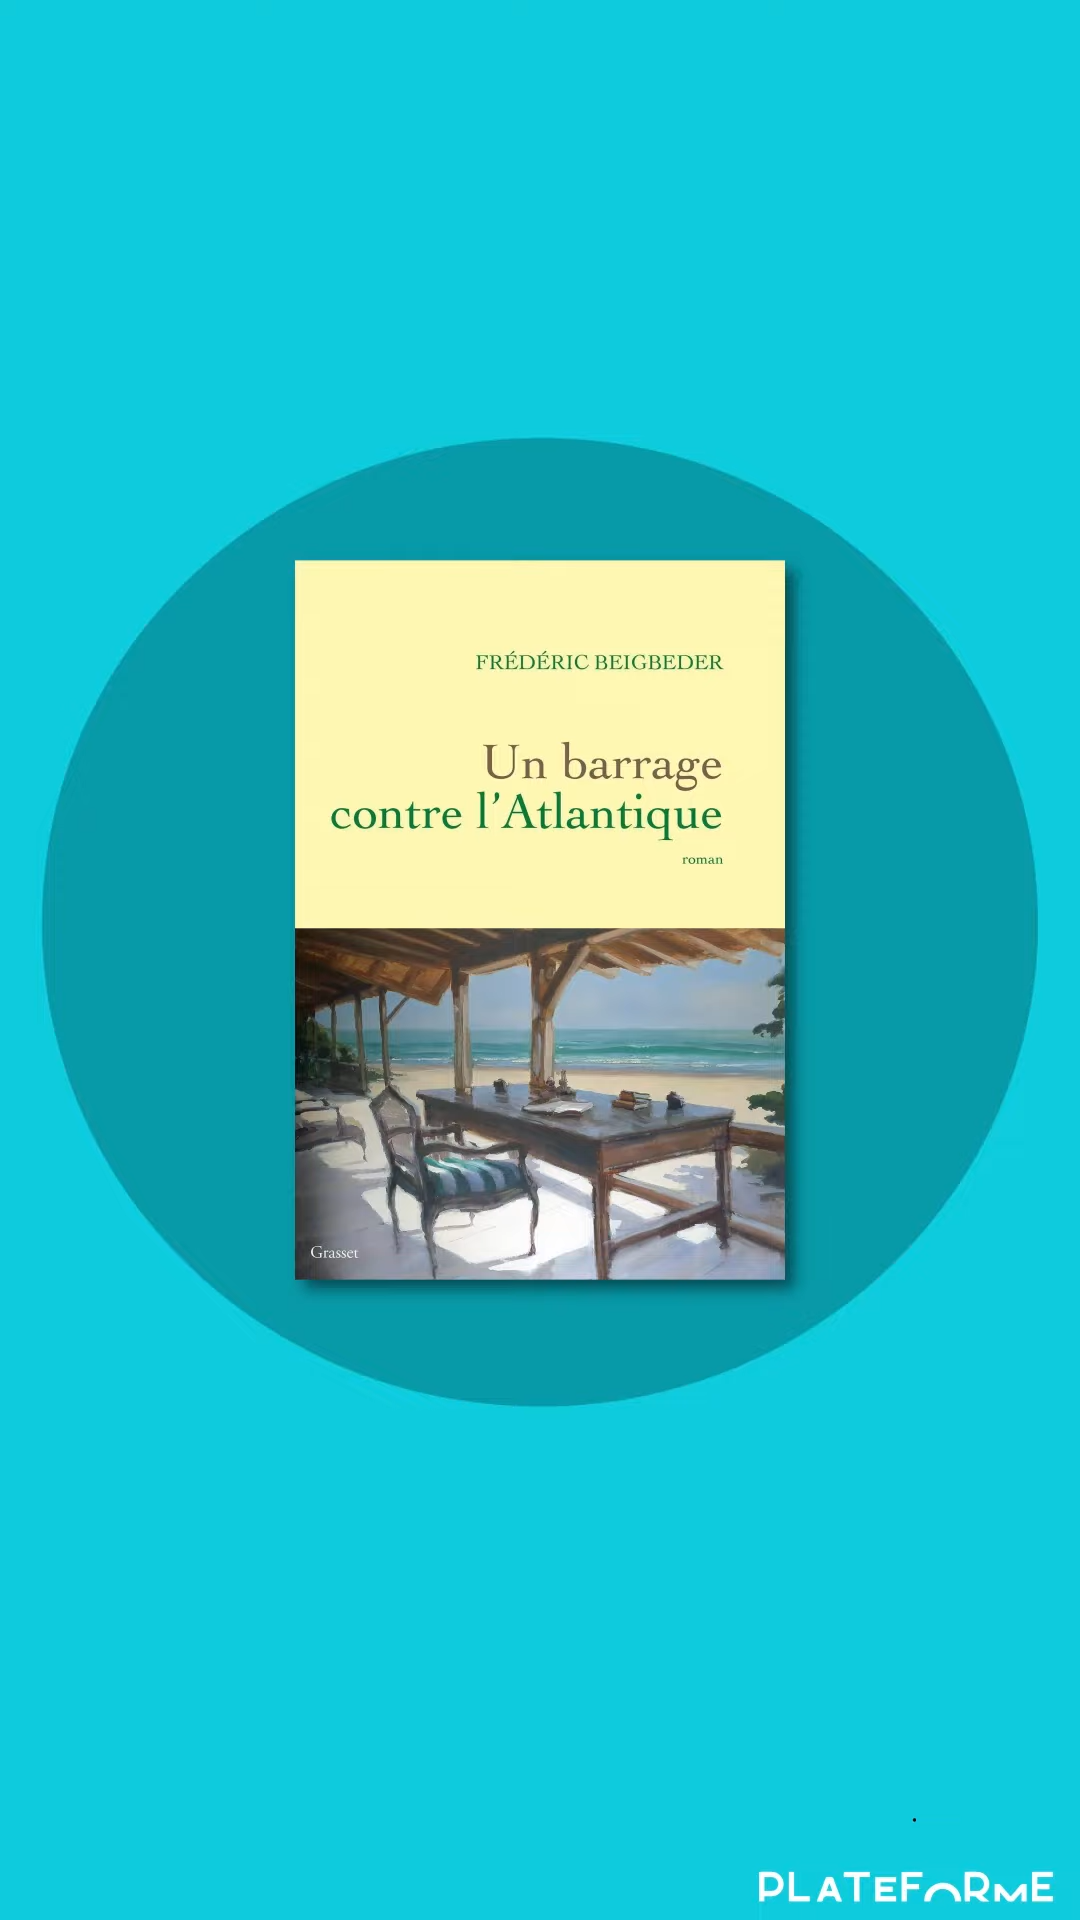 FRÉDÉRIC BEIGBEDER
Un barrage
contre l’Atlantique
roman
Grasset
PLATEFORME